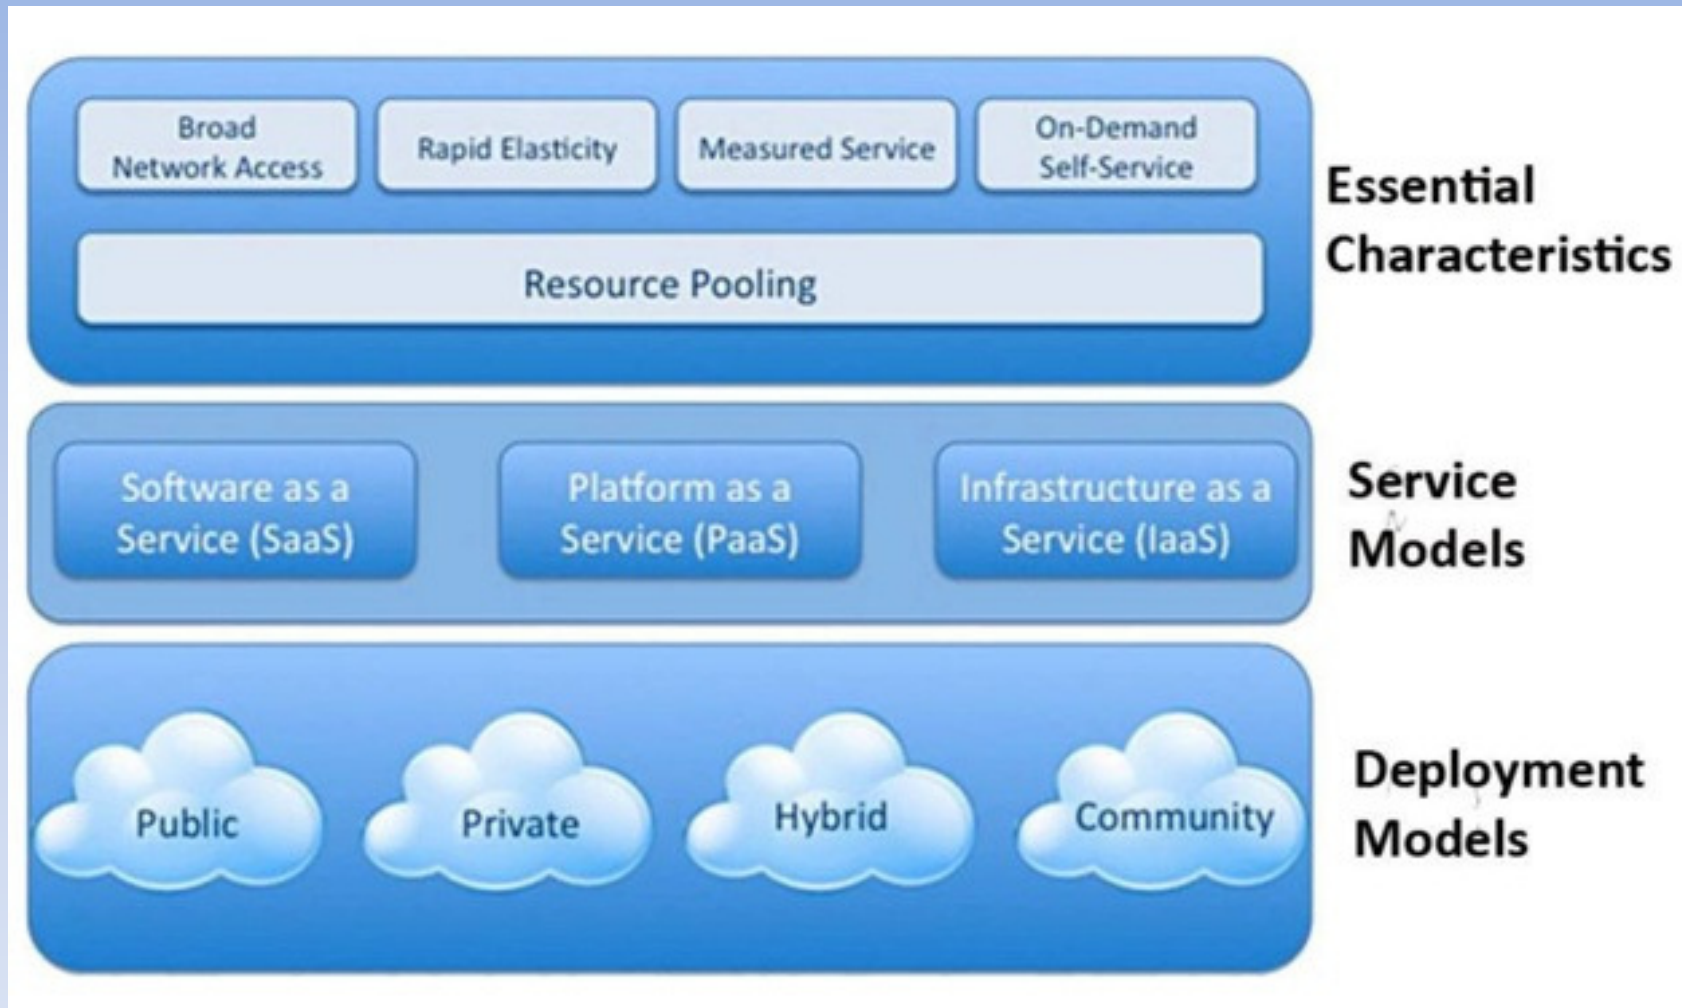 Broad
Network Access
Rapid Elasticity
Measured Service
On-Demand
Self-Service
Resource Pooling
Essential
Characteristics
Software as a
Service (SaaS)
Platform as a
Service (PaaS)
Infrastructure as a
Service (IaaS)
Service
Models
Public
Private
Hybrid
Community
Deployment
Models